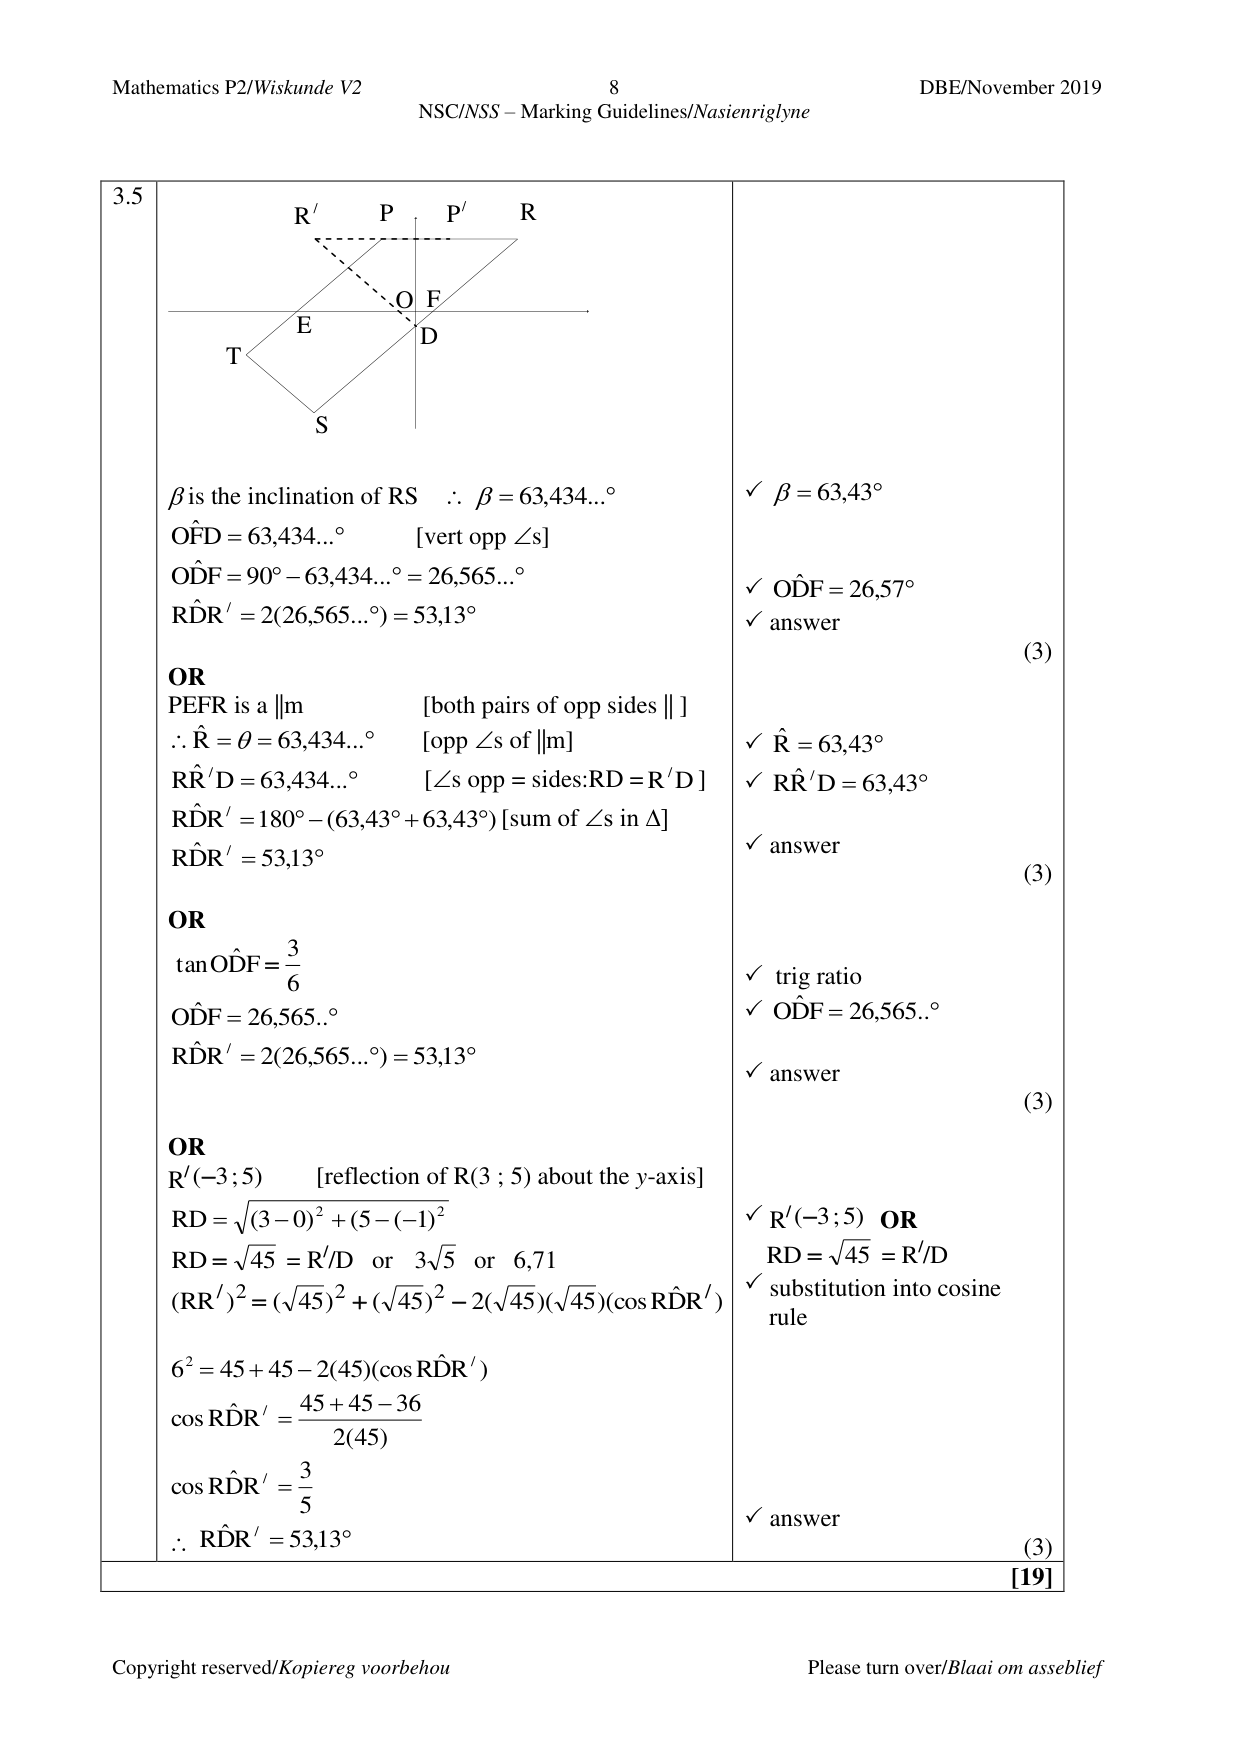 Mathematics P2/Wiskunde V2 8 DBE/November 2019
NSC/NSS – Marking Guidelines/Nasienriglyne
3.5
R/ P P/ R
O F
E
D
T
S
β is the inclination of RS ∴ β = 63,434...° ✓ β = 63,43°
OF̂D = 63,434...° [vert opp ∠s]
OD̂F = 90° − 63,434...° = 26,565...° ✓ OD̂F = 26,57°
RD̂R/ = 2(26,565...°) = 53,13° ✓ answer
(3)
OR
PEFR is a ||m [both pairs of opp sides || ]
∴ R̂ = θ = 63,434...° [opp ∠s of ||m] ✓ R̂ = 63,43°
RR̂/D = 63,434...° [∠s opp = sides:RD = R/D ] ✓ RR̂/D = 63,43°
RD̂R/ = 180° − (63,43° + 63,43°) [sum of ∠s in Δ]
RD̂R/ = 53,13° ✓ answer
(3)
OR
tan OD̂F = 3/6 ✓ trig ratio
OD̂F = 26,565..° ✓ OD̂F = 26,565..°
RD̂R/ = 2(26,565...°) = 53,13° ✓ answer
(3)
OR
R/(−3 ; 5) [reflection of R(3 ; 5) about the y-axis]
RD = √((3 − 0)² + (5 − (−1)²  ✓ R/(−3 ; 5) OR
RD = √45 = R//D or 3√5 or 6,71 RD = √45 = R//D
(RR/)² = (√45)² + (√45)² − 2(√45)(√45)(cos RD̂R/) ✓ substitution into cosine
rule
6² = 45 + 45 − 2(45)(cos RD̂R/)
cos RD̂R/ = 45 + 45 − 36 / 2(45)
cos RD̂R/ = 3/5
✓ answer
∴ RD̂R/ = 53,13° (3)
[19]
Copyright reserved/Kopiereg voorbehou Please turn over/Blaai om asseblief